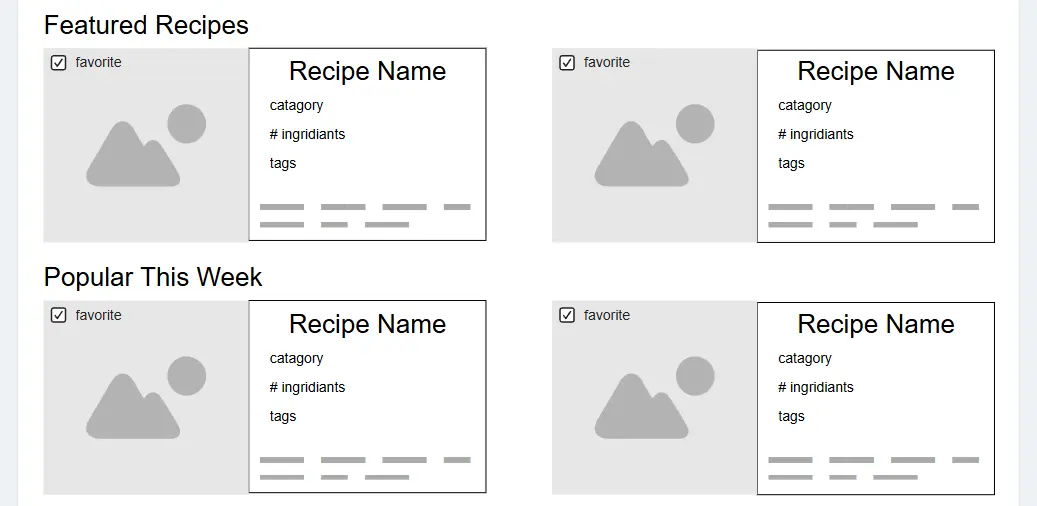 Featured Recipes
favorite
Recipe Name
catagory
# ingridiants
tags
favorite
Recipe Name
catagory
# ingridiants
tags
Popular This Week
favorite
Recipe Name
catagory
# ingridiants
tags
favorite
Recipe Name
catagory
# ingridiants
tags